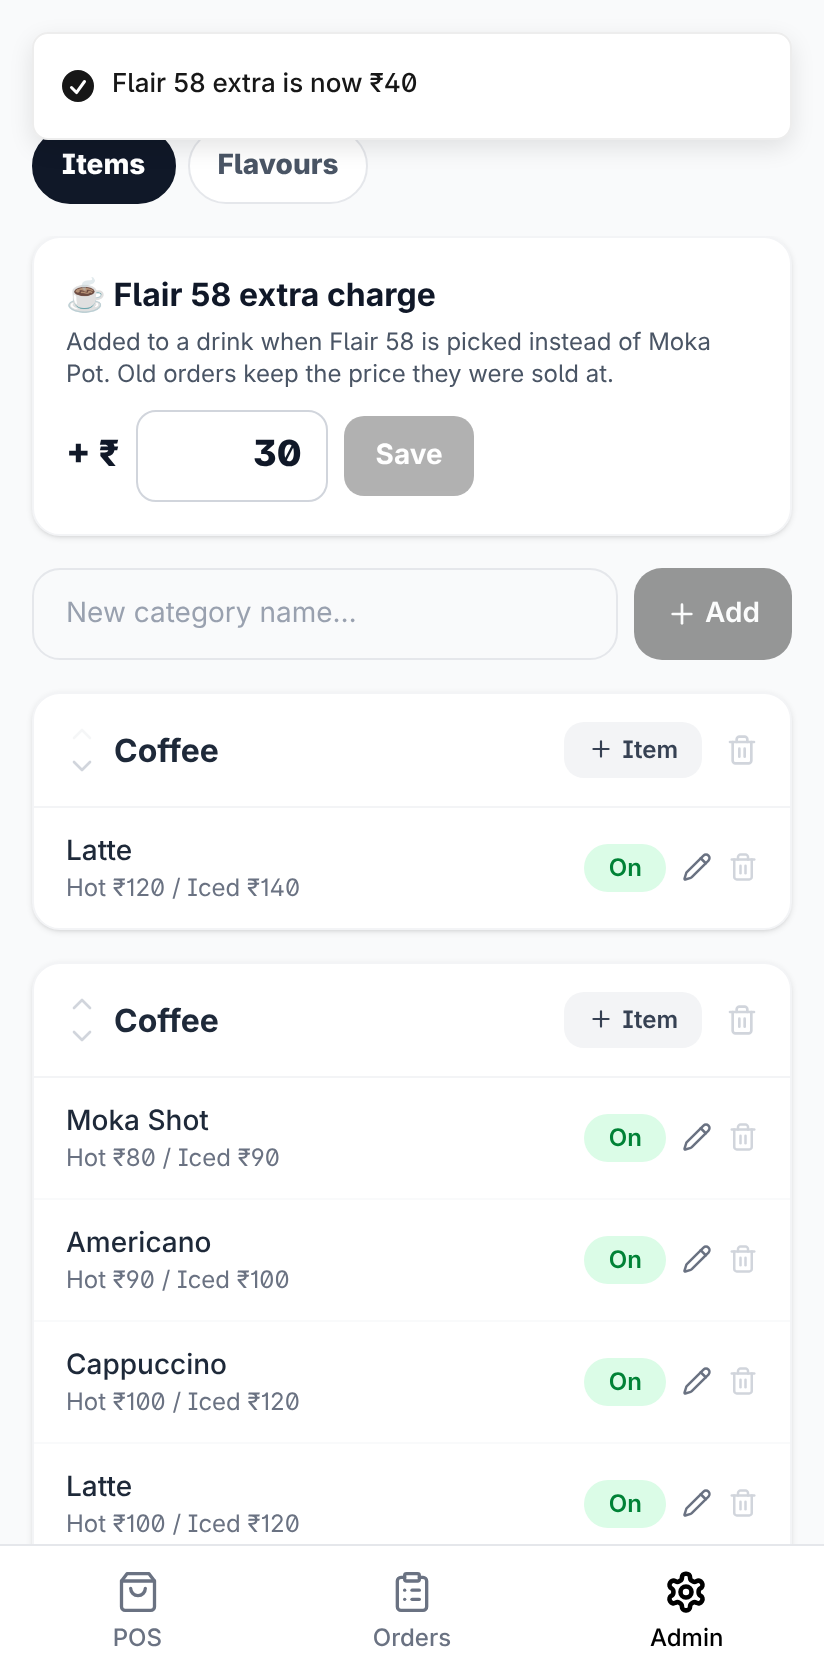 Flair 58 extra is now ₹40
Items
Flavours
Flair 58 extra charge
Added to a drink when Flair 58 is picked instead of Moka
Pot. Old orders keep the price they were sold at.
+ ₹ 30 Save
New category name...
+ Add
Coffee
+ Item
Latte
Hot ₹120 / Iced ₹140
On
Coffee
+ Item
Moka Shot
Hot ₹80 / Iced ₹90
On
Americano
Hot ₹90 / Iced ₹100
On
Cappuccino
Hot ₹100 / Iced ₹120
On
Latte
Hot ₹100 / Iced ₹120
On
POS
Orders
Admin